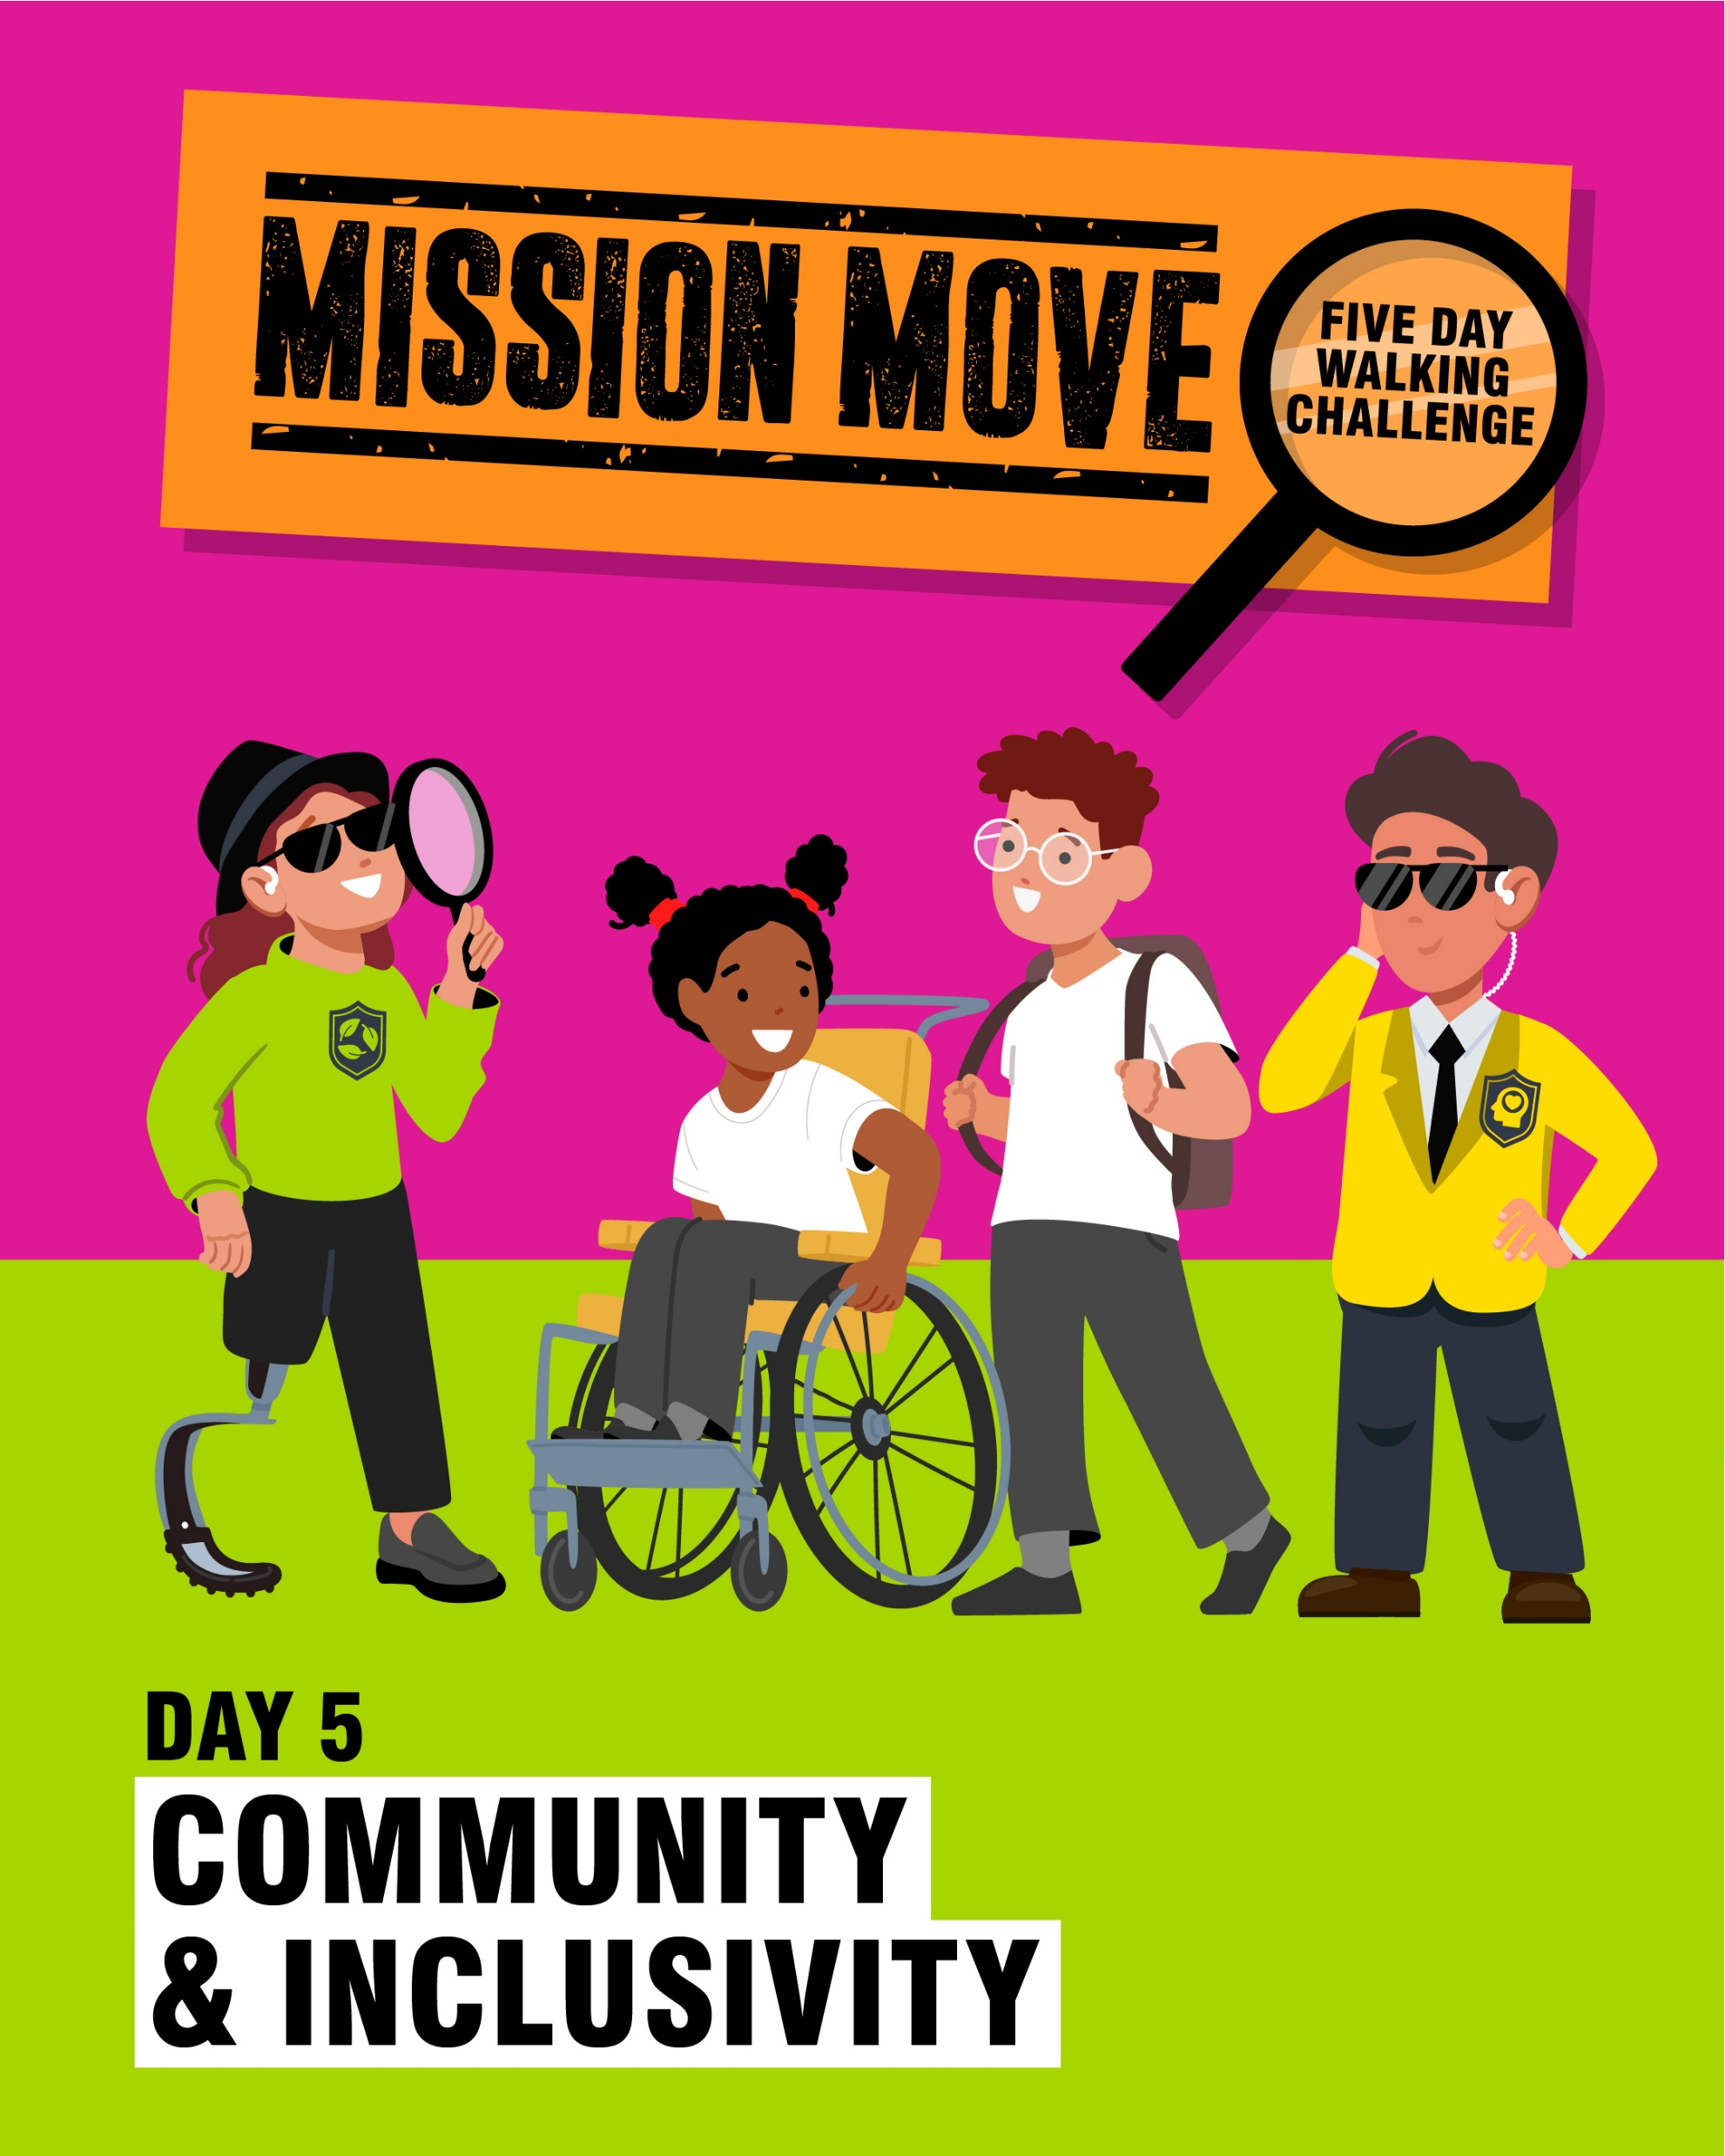 MISSION MOVE
FIVE DAY
WALKING
CHALLENGE
DAY 5
COMMUNITY
& INCLUSIVITY